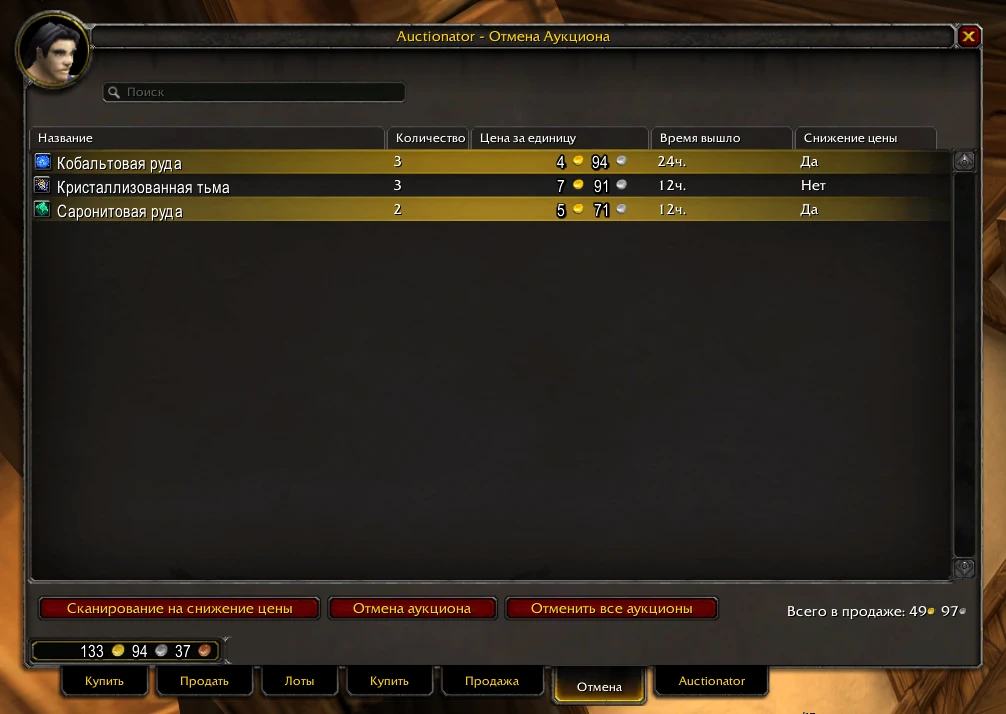 Auctionator - Отмена Аукциона
Поиск
Название Количество Цена за единицу Время вышло Снижение цены
Кобальтовая руда 3 4 94 24ч. Да
Кристаллизованная тьма 3 7 91 12ч. Нет
Саронитовая руда 2 5 71 12ч. Да
Сканирование на снижение цены Отмена аукциона Отменить все аукционы Всего в продаже: 49 97
133 94 37
Купить Продать Лоты Купить Продажа Отмена Auctionator